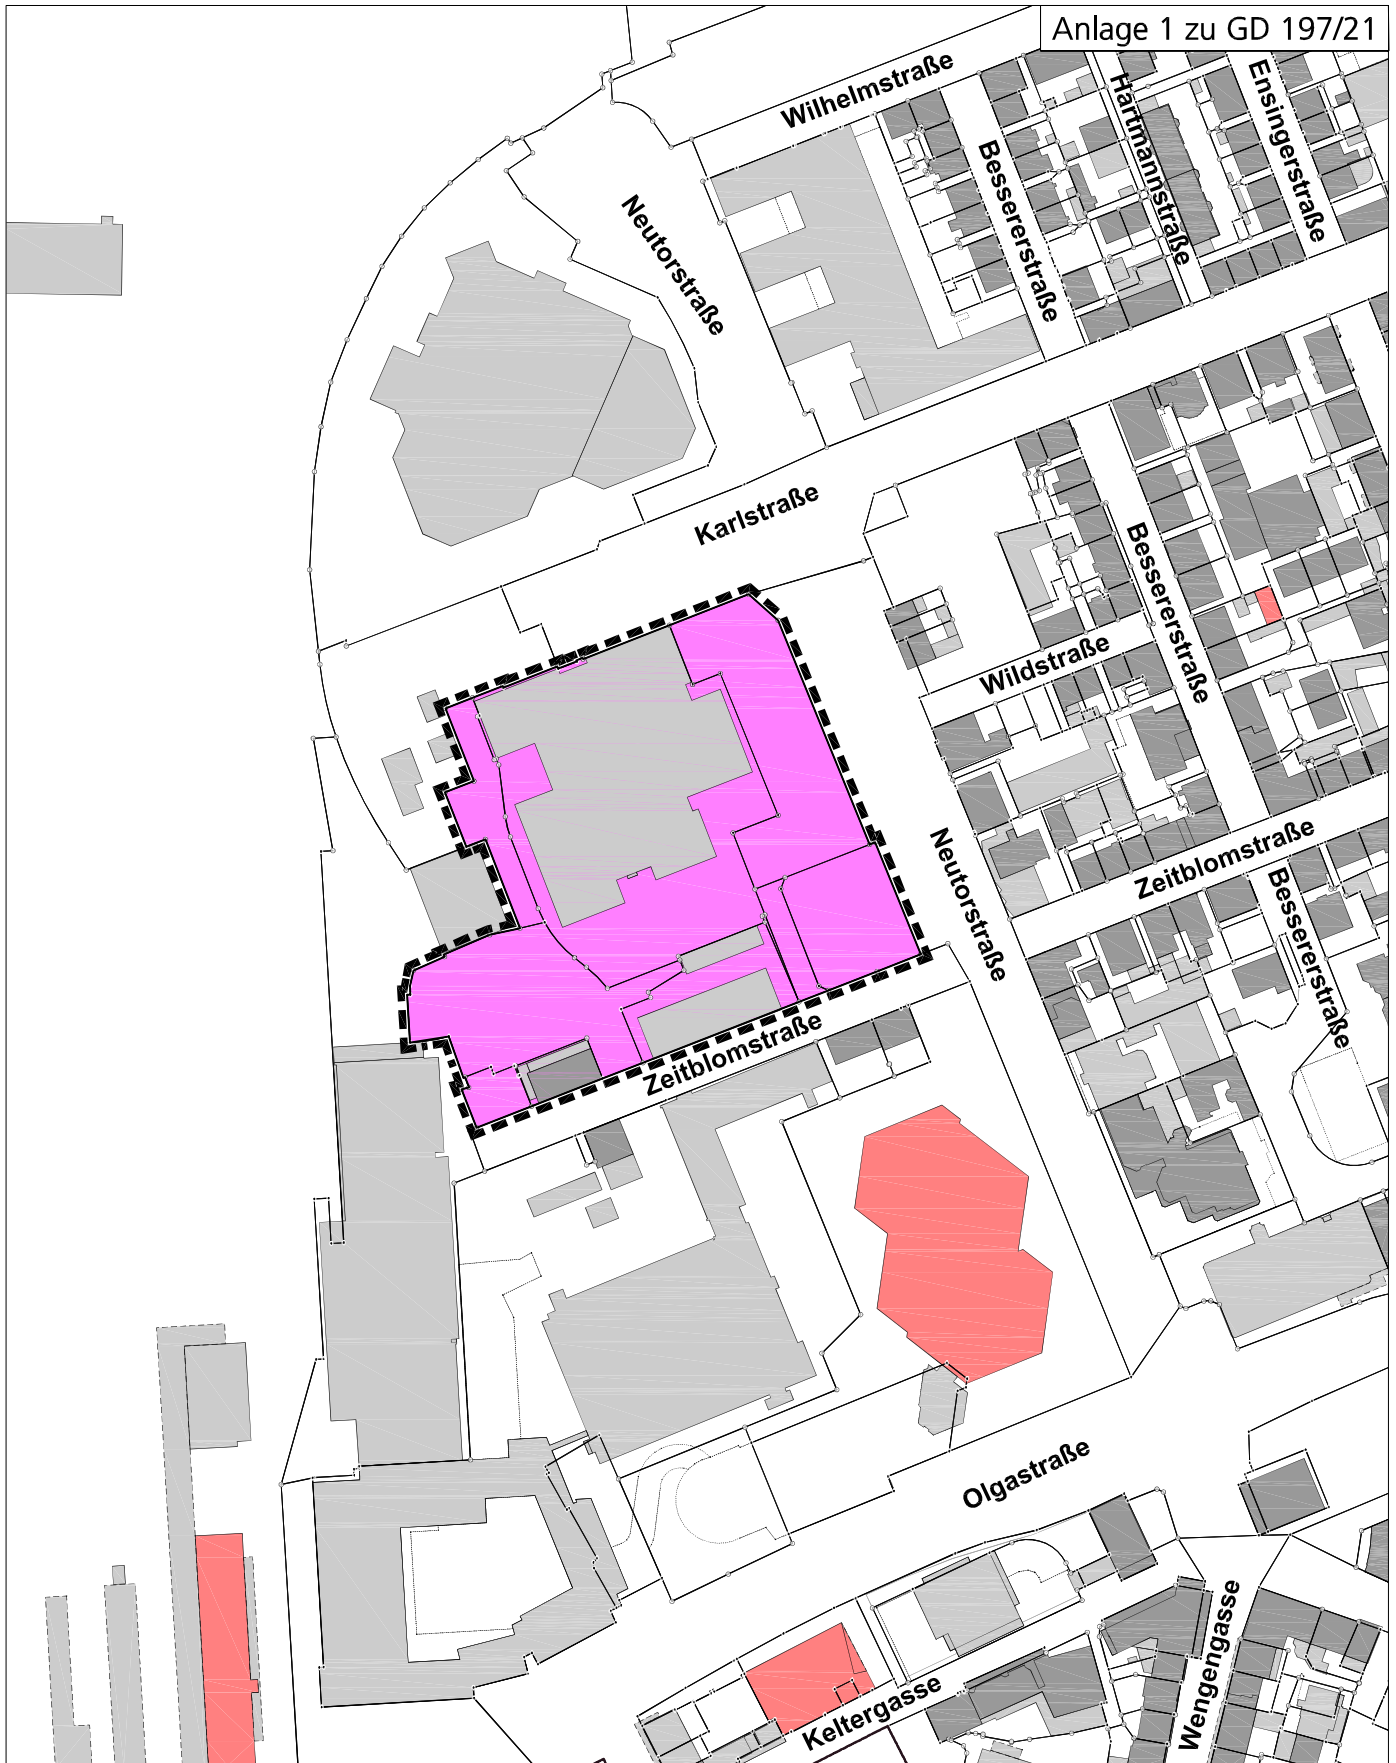 Anlage 1 zu GD 197/21
Wilhelmstraße
Hartmannstraße
Ensingerstraße
Bessererstraße
Neutorstraße
Karlstraße
Bessererstraße
Wildstraße
Zeitblomstraße
Neutorstraße
Bessererstraße
Zeitblomstraße
Olgastraße
Wengengasse
Keltergasse